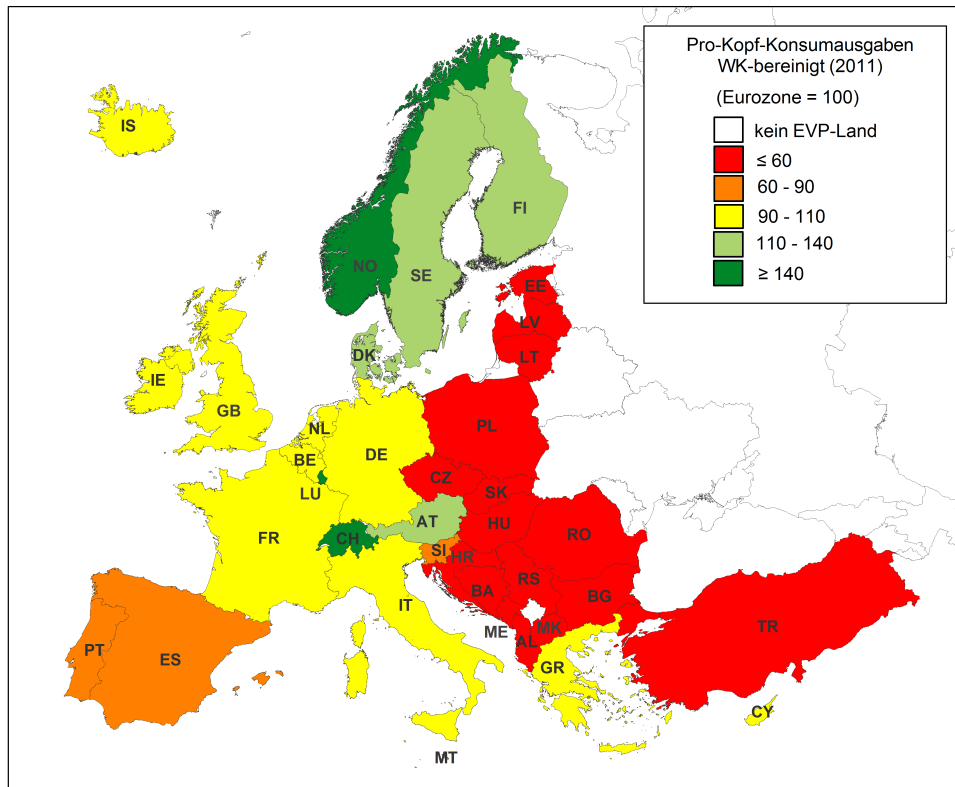 Pro-Kopf-Konsumausgaben
WK-bereinigt (2011)
(Eurozone = 100)
kein EVP-Land
≤ 60
60 - 90
90 - 110
110 - 140
≥ 140
IS
FI
NO
SE
EE
LV
LT
DK
IE
GB
NL
PL
BE
DE
CZ
LU
SK
AT
HU
FR
CH
RO
SI
HR
RS
BA
BG
IT
ME
MK
TR
AL
PT
ES
GR
CY
MT